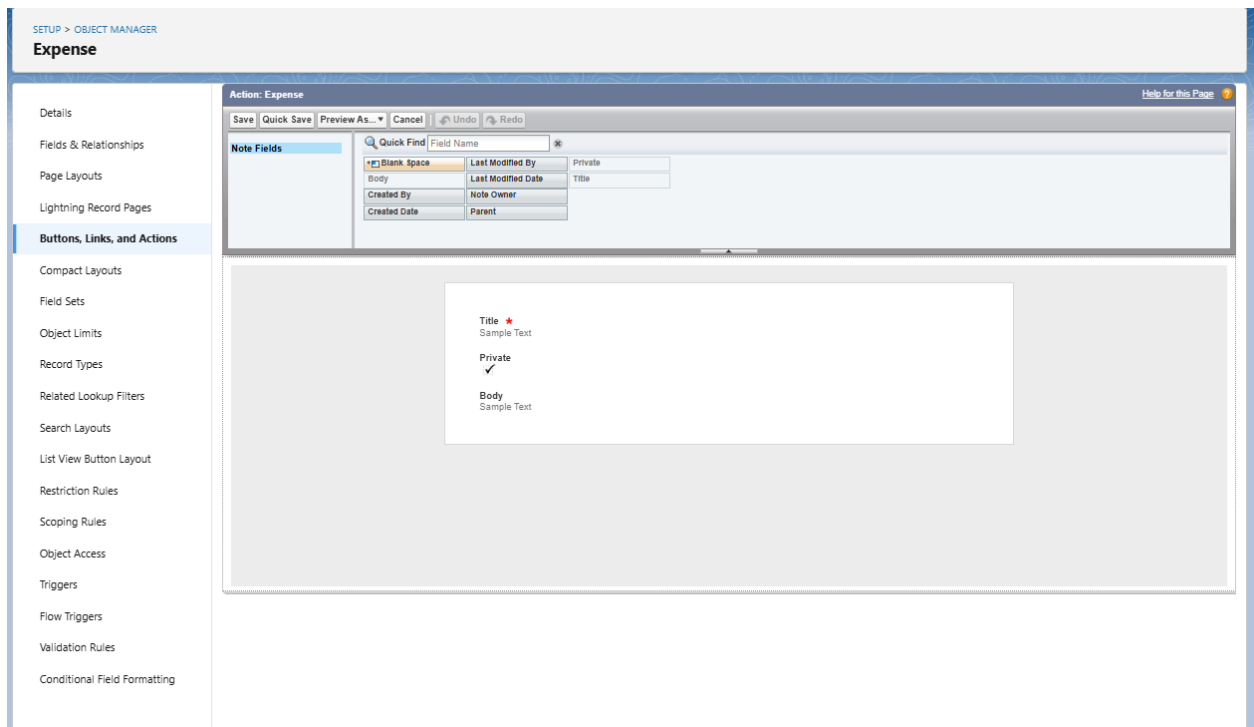 SETUP > OBJECT MANAGER
Expense
Details
Fields & Relationships
Page Layouts
Lightning Record Pages
Buttons, Links, and Actions
Compact Layouts
Field Sets
Object Limits
Record Types
Related Lookup Filters
Search Layouts
List View Button Layout
Restriction Rules
Scoping Rules
Object Access
Triggers
Flow Triggers
Validation Rules
Conditional Field Formatting
Action: Expense
Help for this Page ?
Save Quick Save Preview As... Cancel Undo Redo
Note Fields
Quick Find Field Name
Blank Space Last Modified By Private
Body Last Modified Date Title
Created By Note Owner
Created Date Parent
Title *
Sample Text
Private
Body
Sample Text